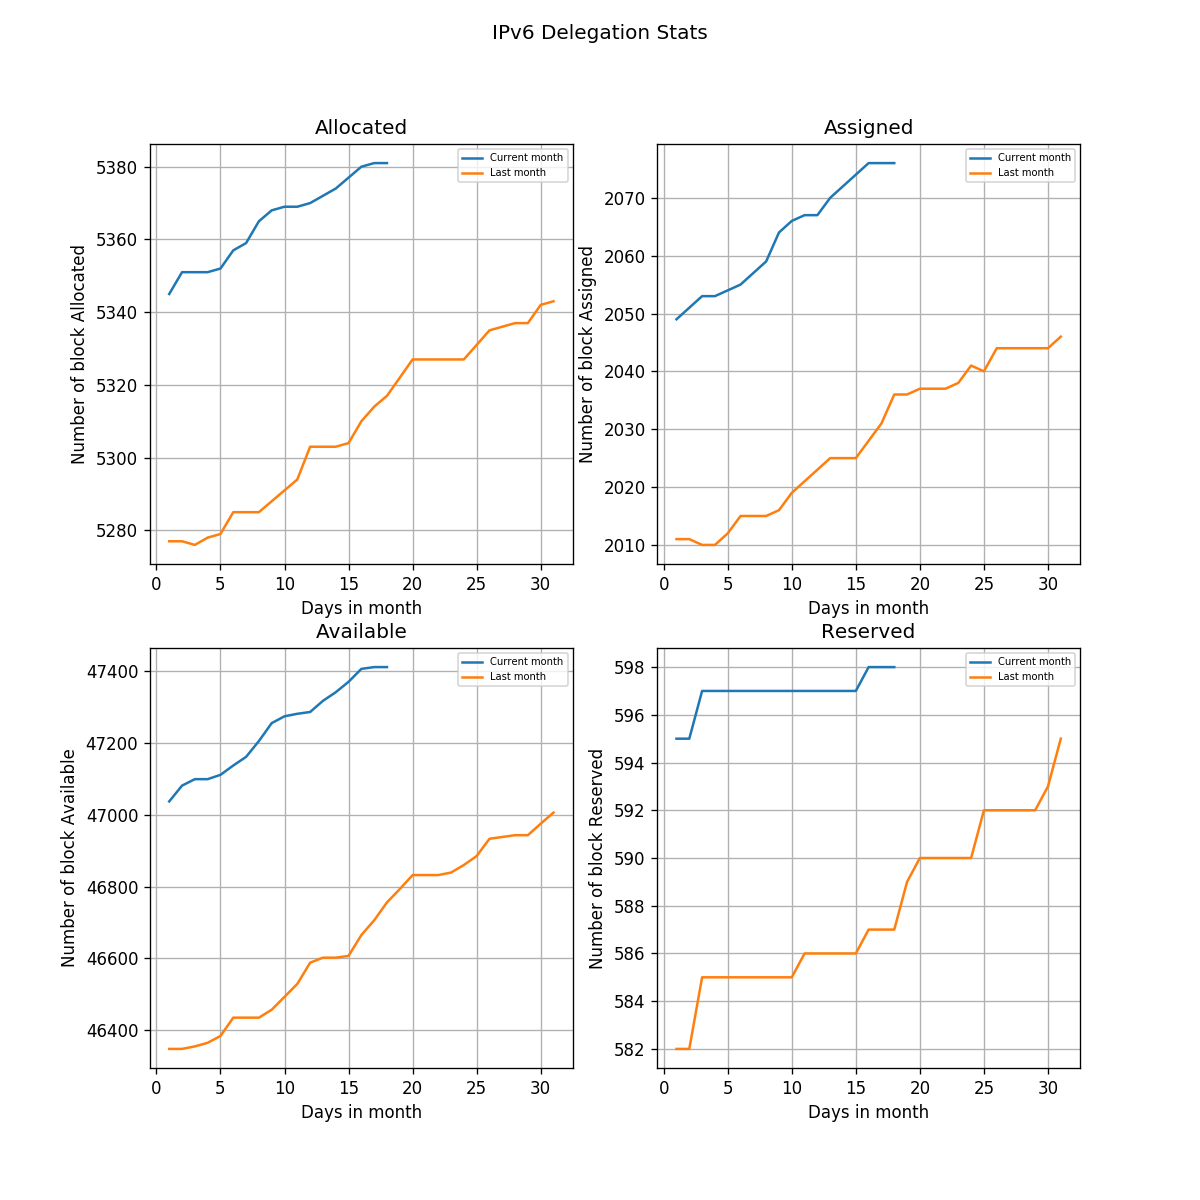 IPv6 Delegation Stats
Allocated
Number of block Allocated
5380
5360
5340
5320
5300
5280
Current month
Last month
0 5 10 15 20 25 30
Days in month
Assigned
Number of block Assigned
2070
2060
2050
2040
2030
2020
2010
Current month
Last month
0 5 10 15 20 25 30
Days in month
Available
Number of block Available
47400
47200
47000
46800
46600
46400
Current month
Last month
0 5 10 15 20 25 30
Days in month
Reserved
Number of block Reserved
598
596
594
592
590
588
586
584
582
Current month
Last month
0 5 10 15 20 25 30
Days in month